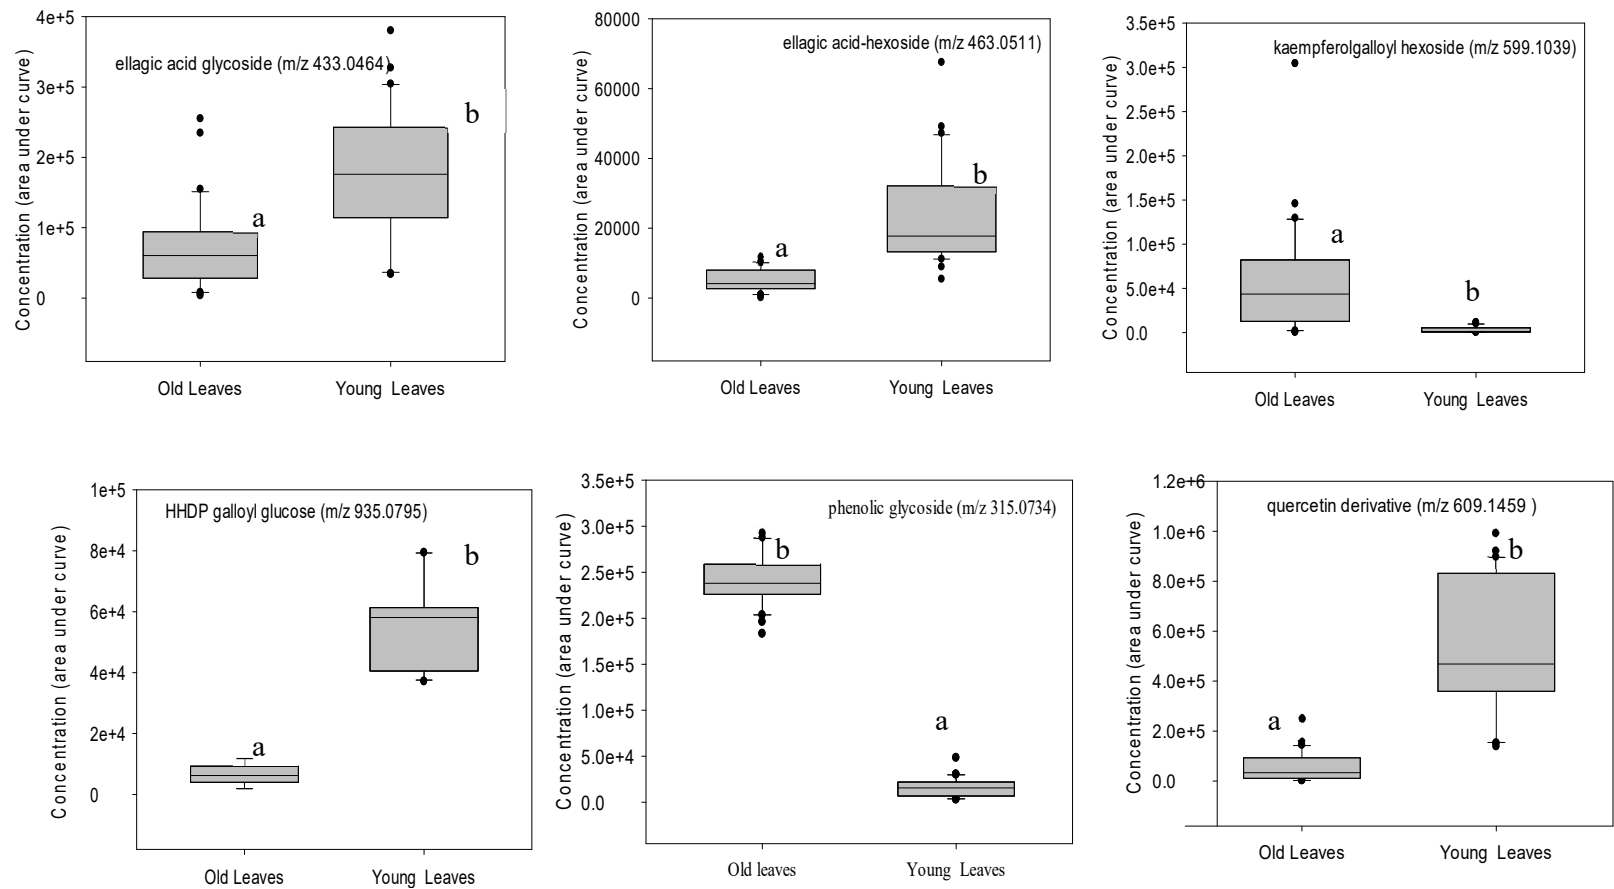 Concentration (area under curve)
4e+5
3e+5
2e+5
1e+5
0
ellagic acid glycoside (m/z 433.0464)
a
b
Old Leaves
Young Leaves
Concentration (area under curve)
80000
60000
40000
20000
0
ellagic acid-hexoside (m/z 463.0511)
a
b
Old Leaves
Young Leaves
Concentration (area under curve)
3.5e+5
3.0e+5
2.5e+5
2.0e+5
1.5e+5
1.0e+5
5.0e+4
0.0
kaempferolgalloyl hexoside (m/z 599.1039)
a
b
Old Leaves
Young Leaves
Concentration (area under curve)
1e+5
8e+4
6e+4
4e+4
2e+4
0
HHDP galloyl glucose (m/z 935.0795)
a
b
Old Leaves
Young Leaves
Concentration (area under curve)
3.5e+5
3.0e+5
2.5e+5
2.0e+5
1.5e+5
1.0e+5
5.0e+4
0.0
phenolic glycoside (m/z 315.0734)
b
a
Old leaves
Young Leaves
Concentration (area under curve)
1.2e+6
1.0e+6
8.0e+5
6.0e+5
4.0e+5
2.0e+5
0.0
quercetin derivative (m/z 609.1459 )
a
b
Old Leaves
Young Leaves